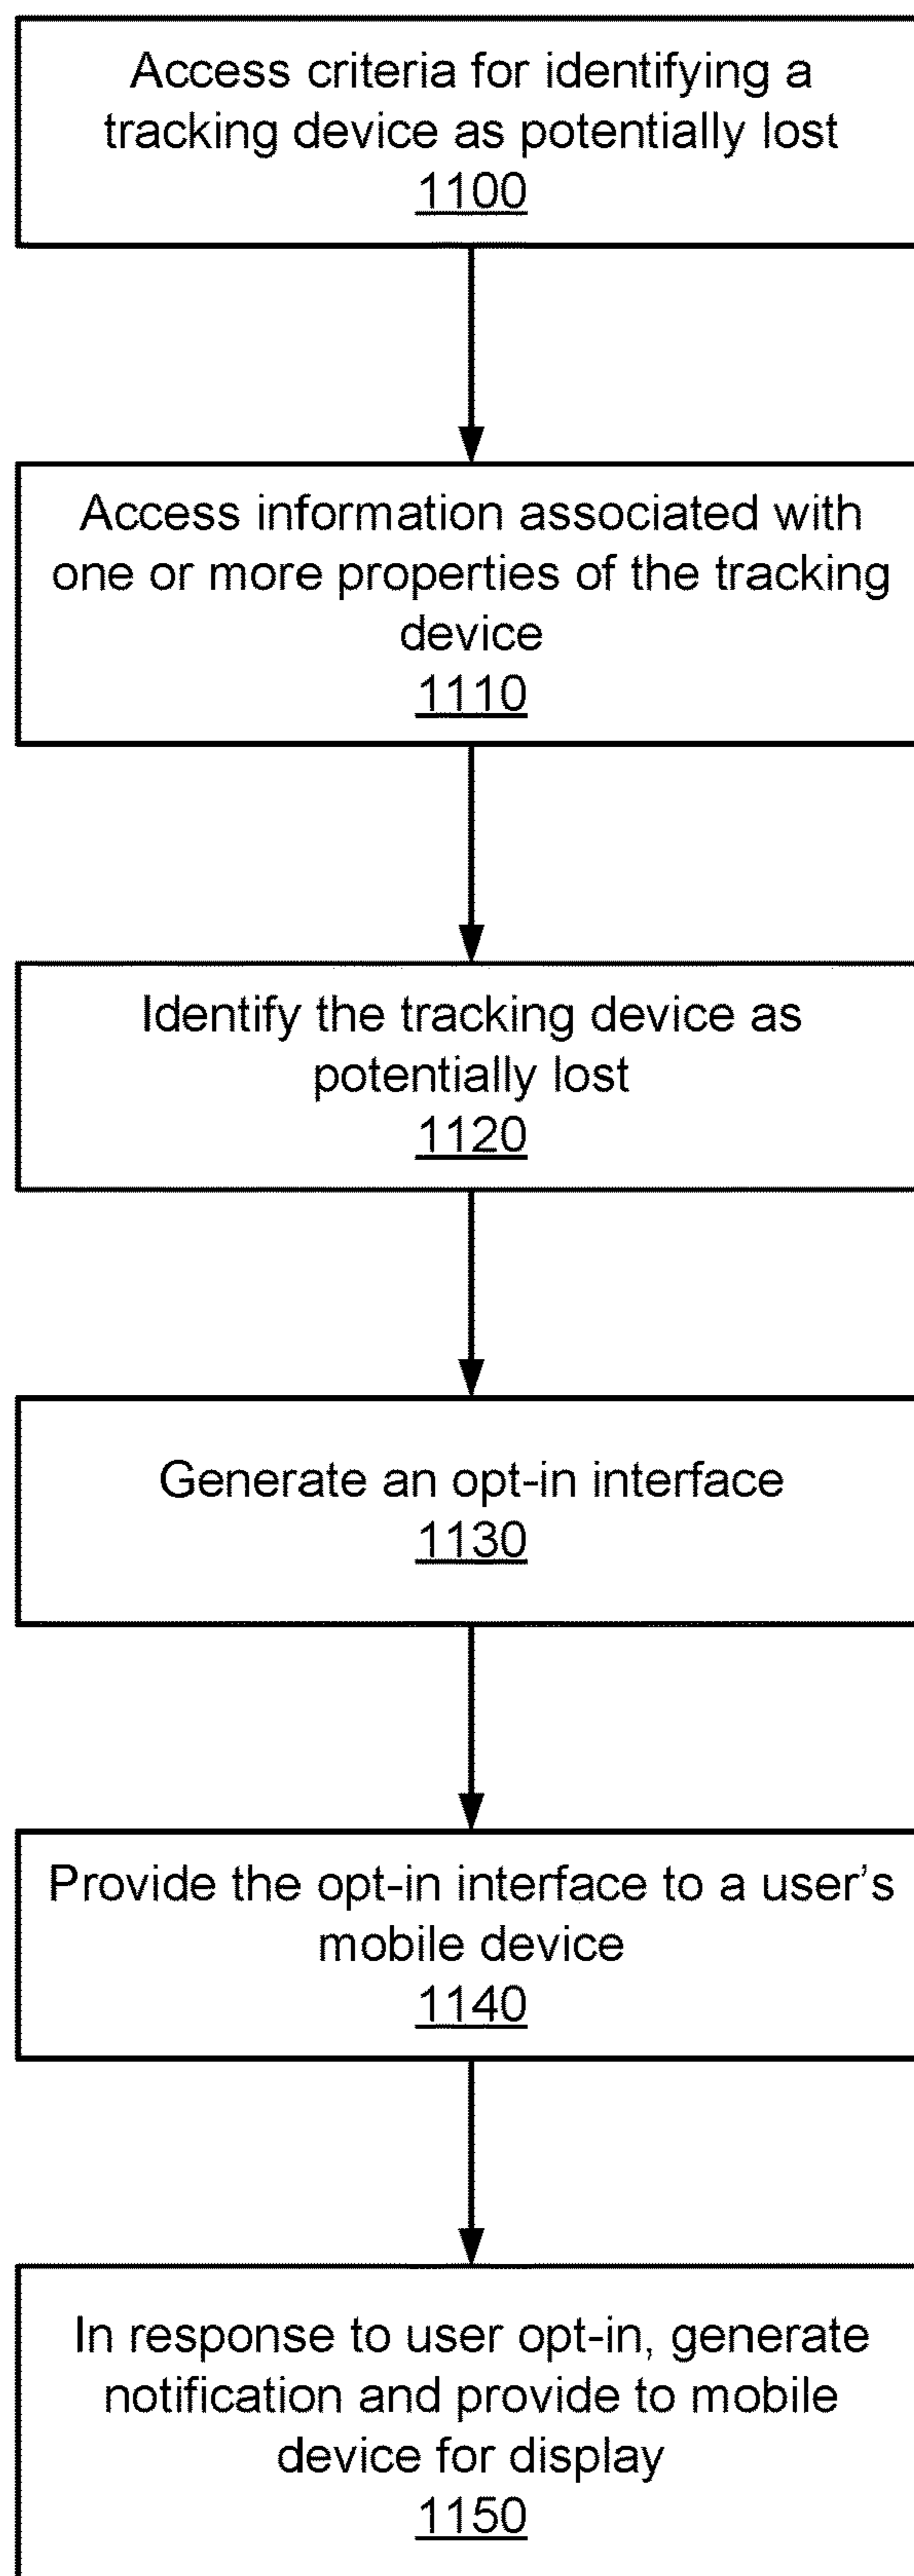 Access criteria for identifying a
tracking device as potentially lost
1100
Access information associated with
one or more properties of the tracking
device
1110
Identify the tracking device as
potentially lost
1120
Generate an opt-in interface
1130
Provide the opt-in interface to a user's
mobile device
1140
In response to user opt-in, generate
notification and provide to mobile
device for display
1150